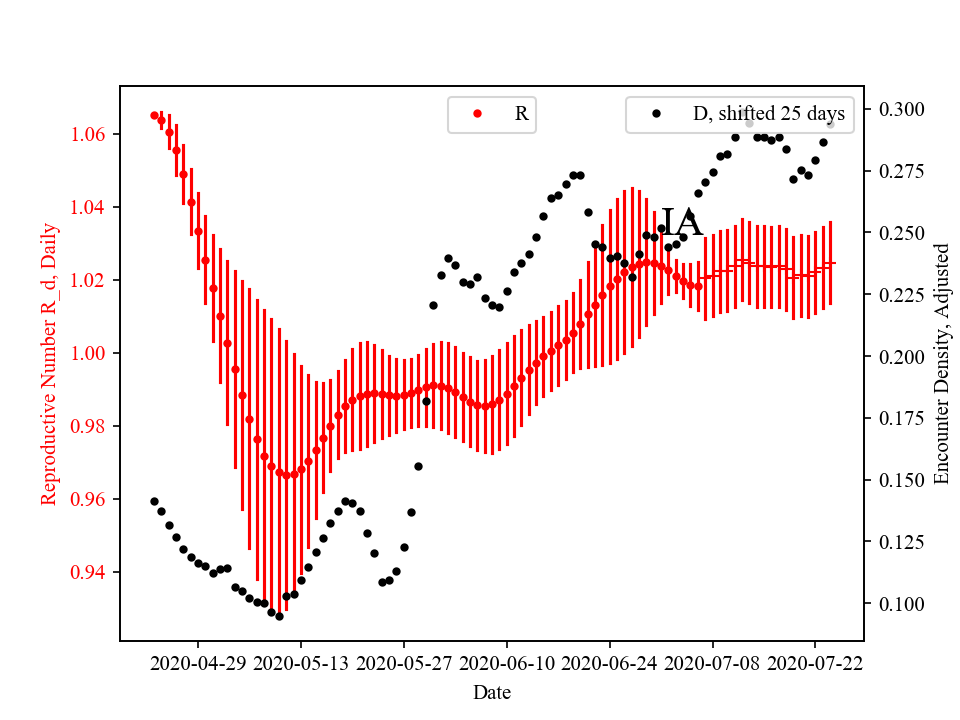 R
D, shifted 25 days
IA
Reproductive Number R_d, Daily
1.06
1.04
1.02
1.00
0.98
0.96
0.94
0.300
0.275
0.250
0.225
0.200
0.175
0.150
0.125
0.100
Encounter Density, Adjusted
2020-04-29 2020-05-13 2020-05-27 2020-06-10 2020-06-24 2020-07-08 2020-07-22
Date